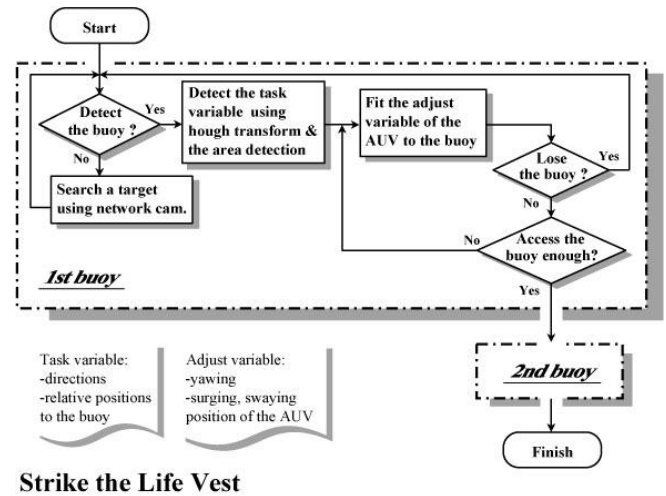 Start
Detect
the buoy ?
Yes
No
Search a target
using network cam.
Detect the task
variable using
hough transform &
the area detection
Fit the adjust
variable of the
AUV to the buoy
Lose
the buoy ?
Yes
No
Access the
buoy enough?
No
Yes
1st buoy
2nd buoy
Finish
Task variable:
-directions
-relative positions
to the buoy
Adjust variable:
-yawing
-surging, swaying
position of the AUV
Strike the Life Vest